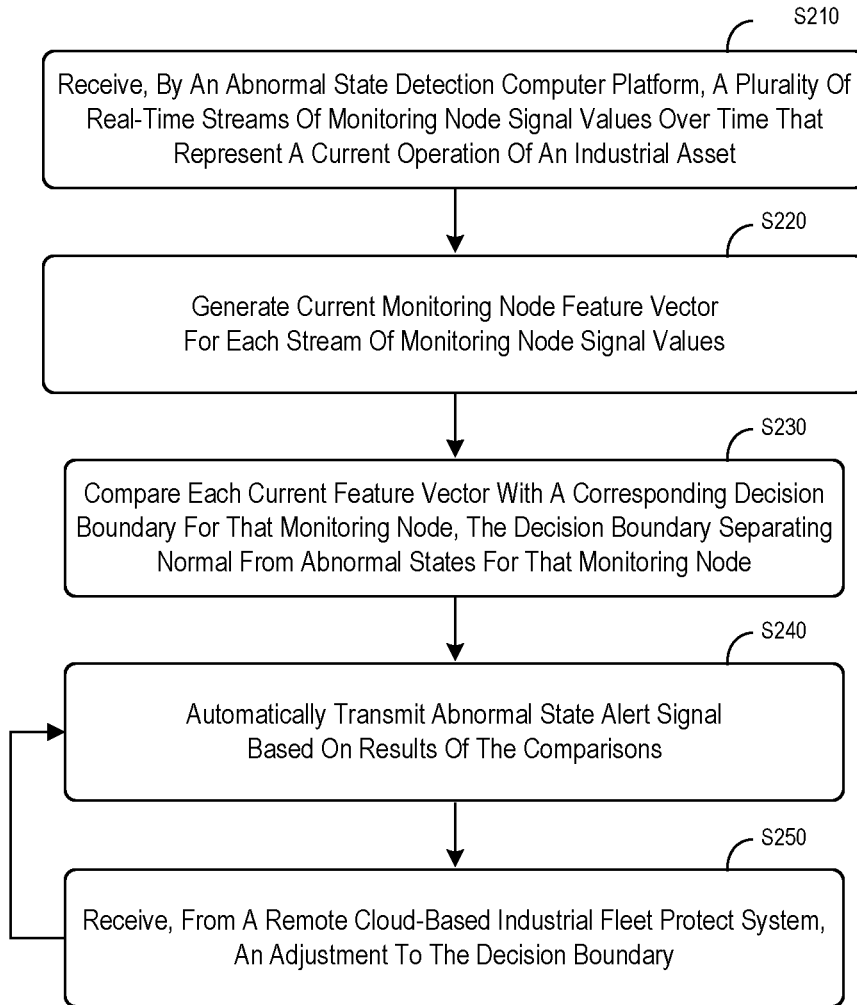 S210
Receive, By An Abnormal State Detection Computer Platform, A Plurality Of
Real-Time Streams Of Monitoring Node Signal Values Over Time That
Represent A Current Operation Of An Industrial Asset
S220
Generate Current Monitoring Node Feature Vector
For Each Stream Of Monitoring Node Signal Values
S230
Compare Each Current Feature Vector With A Corresponding Decision
Boundary For That Monitoring Node, The Decision Boundary Separating
Normal From Abnormal States For That Monitoring Node
S240
Automatically Transmit Abnormal State Alert Signal
Based On Results Of The Comparisons
S250
Receive, From A Remote Cloud-Based Industrial Fleet Protect System,
An Adjustment To The Decision Boundary